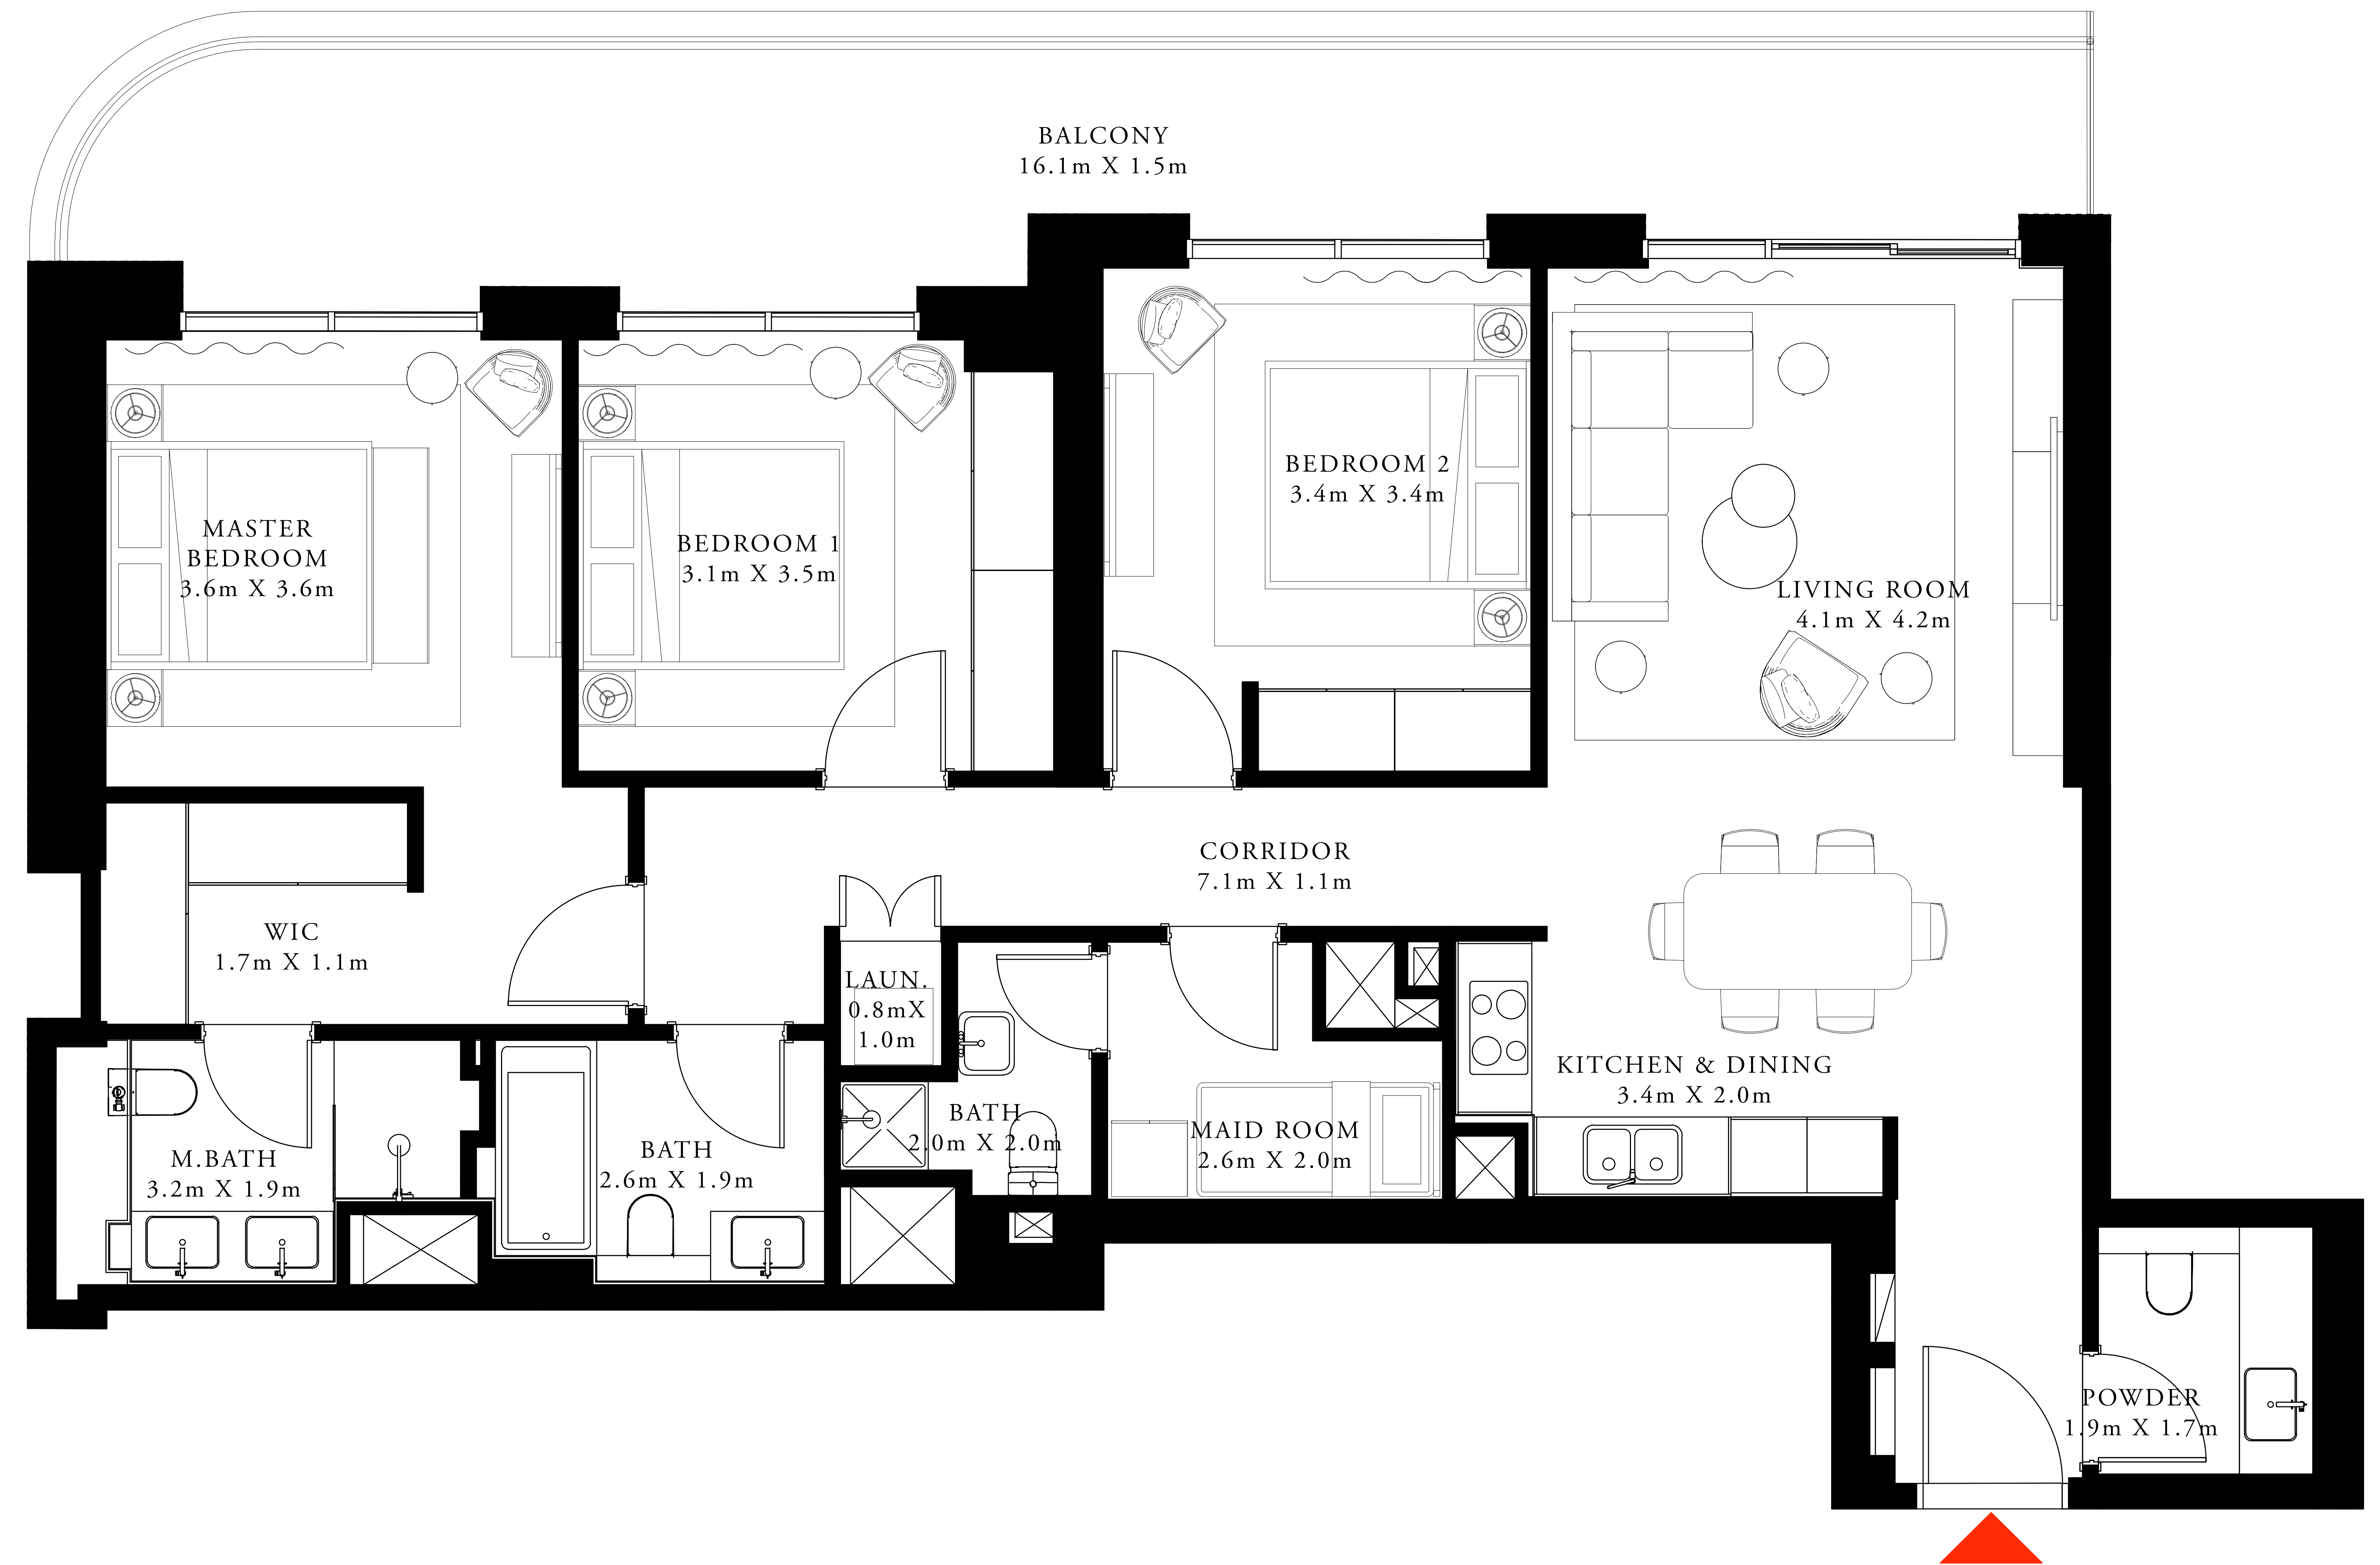 BALCONY
16.1m X 1.5m
MASTER
BEDROOM
3.6m X 3.6m
BEDROOM 1
3.1m X 3.5m
BEDROOM 2
3.4m X 3.4m
LIVING ROOM
4.1m X 4.2m
CORRIDOR
7.1m X 1.1m
WIC
1.7m X 1.1m
LAUN.
0.8mX
1.0m
KITCHEN & DINING
3.4m X 2.0m
M.BATH
3.2m X 1.9m
BATH
2.6m X 1.9m
BATH
2.0m X 2.0m
MAID ROOM
2.6m X 2.0m
POWDER
1.9m X 1.7m